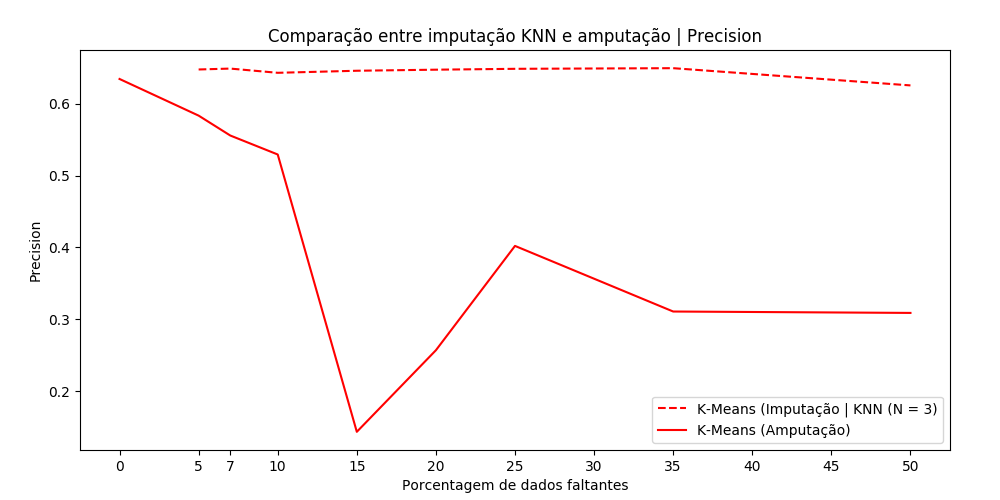 Comparação entre imputação KNN e amputação | Precision
Precision
0.6
0.5
0.4
0.3
0.2
K-Means (Imputação | KNN (N = 3)
K-Means (Amputação)
0 5 7 10 15 20 25 30 35 40 45 50
Porcentagem de dados faltantes